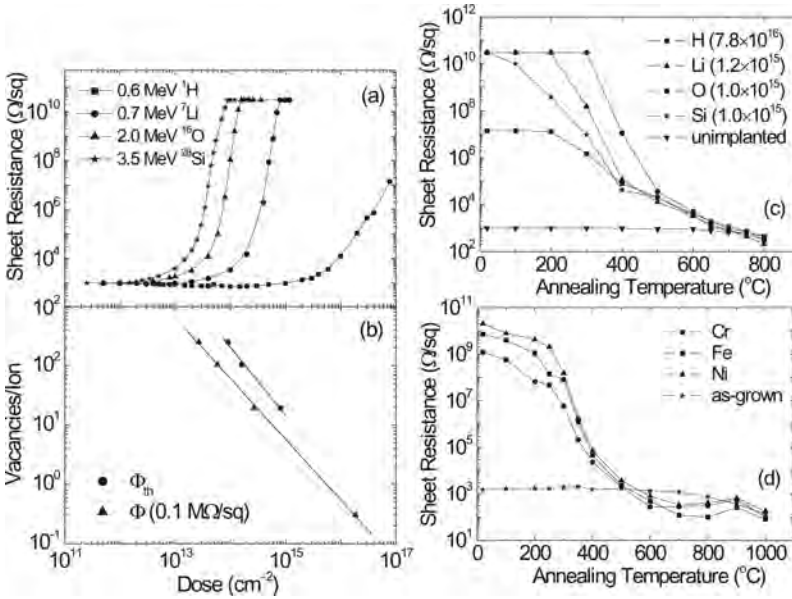 Sheet Resistance (Ω/sq)
10^10
10^8
10^6
10^4
10^2
0.6 MeV ^1H
0.7 MeV ^7Li
2.0 MeV ^16O
3.5 MeV ^28Si
(a)
Vacancies/Ion
10^2
10^1
10^0
10^-1
(b)
Φ_th
Φ (0.1 MΩ/sq)
10^11 10^13 10^15 10^17
Dose (cm^-2)
Sheet Resistance (Ω/sq)
10^12
10^10
10^8
10^6
10^4
10^2
H (7.8×10^16)
Li (1.2×10^15)
O (1.0×10^15)
Si (1.0×10^15)
unimplanted
(c)
0 200 400 600 800
Annealing Temperature (°C)
Sheet Resistance (Ω/sq)
10^11
10^9
10^7
10^5
10^3
10^1
Cr
Fe
Ni
as-grown
(d)
0 200 400 600 800 1000
Annealing Temperature (°C)